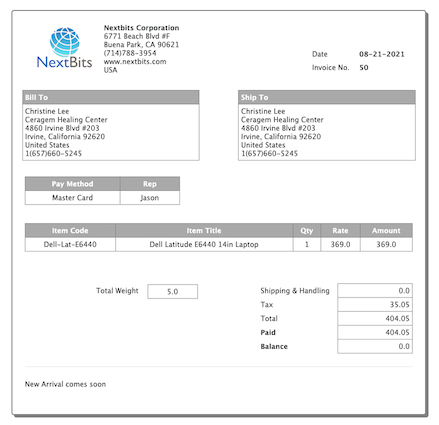 NextBits
Nextbits Corporation
6771 Beach Blvd #F
Buena Park, CA 90621
(714)788-3954
www.nextbits.com
USA
Date 08-21-2021
Invoice No. 50
Bill To
Christine Lee
Ceragem Healing Center
4860 Irvine Blvd #203
Irvine, California 92620
United States
1(657)660-5245
Ship To
Christine Lee
Ceragem Healing Center
4860 Irvine Blvd #203
Irvine, California 92620
United States
1(657)660-5245
Pay Method Rep
Master Card Jason
Item Code Item Title Qty Rate Amount
Dell-Lat-E6440 Dell Latitude E6440 14in Laptop 1 369.0 369.0
Total Weight 5.0
Shipping & Handling 0.0
Tax 35.05
Total 404.05
Paid 404.05
Balance 0.0
New Arrival comes soon